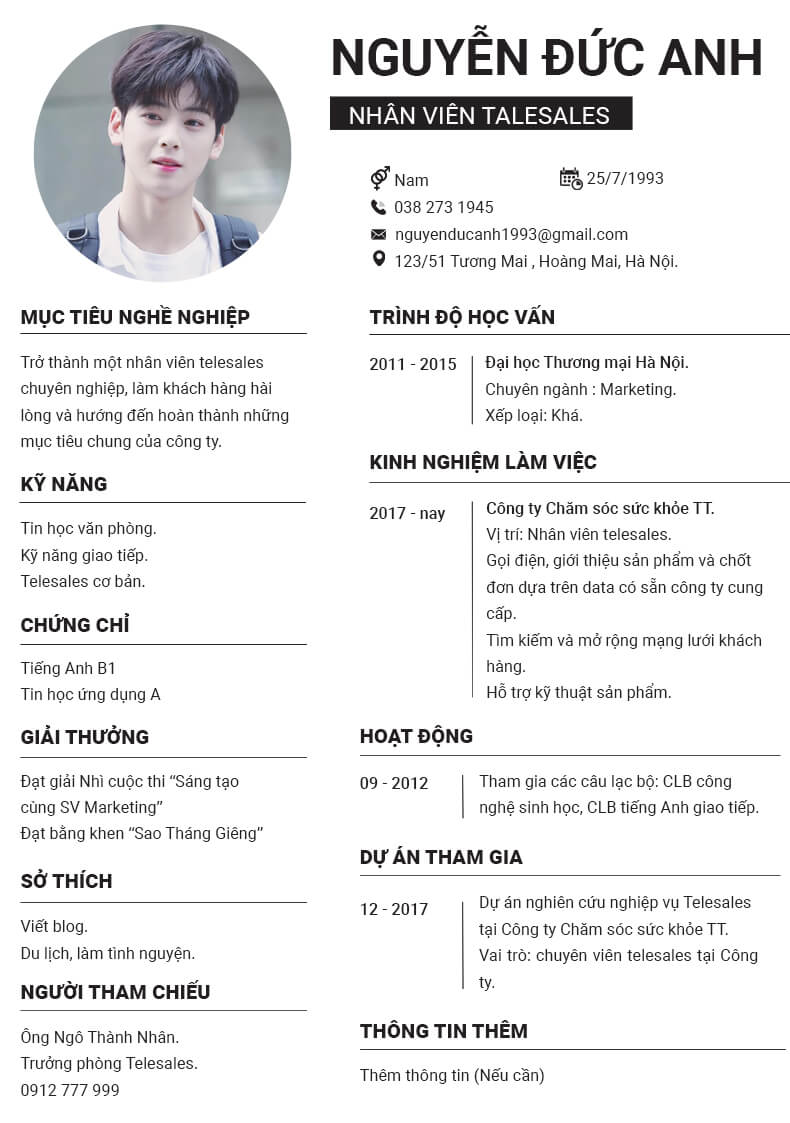 NGUYỄN ĐỨC ANH
NHÂN VIÊN TALESALES
Nam
25/7/1993
038 273 1945
nguyenducanh1993@gmail.com
123/51 Tương Mai , Hoàng Mai, Hà Nội.
MỤC TIÊU NGHỀ NGHIỆP
Trở thành một nhân viên telesales
chuyên nghiệp, làm khách hàng hài
lòng và hướng đến hoàn thành những
mục tiêu chung của công ty.
KỸ NĂNG
Tin học văn phòng.
Kỹ năng giao tiếp.
Telesales cơ bản.
CHỨNG CHỈ
Tiếng Anh B1
Tin học ứng dụng A
GIẢI THƯỞNG
Đạt giải Nhì cuộc thi “Sáng tạo
cùng SV Marketing”
Đạt bằng khen “Sao Tháng Giêng”
SỞ THÍCH
Viết blog.
Du lịch, làm tình nguyện.
NGƯỜI THAM CHIẾU
Ông Ngô Thành Nhân.
Trưởng phòng Telesales.
0912 777 999
TRÌNH ĐỘ HỌC VẤN
2011 - 2015
Đại học Thương mại Hà Nội.
Chuyên ngành : Marketing.
Xếp loại: Khá.
KINH NGHIỆM LÀM VIỆC
2017 - nay
Công ty Chăm sóc sức khỏe TT.
Vị trí: Nhân viên telesales.
Gọi điện, giới thiệu sản phẩm và chốt
đơn dựa trên data có sẵn công ty cung
cấp.
Tìm kiếm và mở rộng mạng lưới khách
hàng.
Hỗ trợ kỹ thuật sản phẩm.
HOẠT ĐỘNG
09 - 2012
Tham gia các câu lạc bộ: CLB công
nghệ sinh học, CLB tiếng Anh giao tiếp.
DỰ ÁN THAM GIA
12 - 2017
Dự án nghiên cứu nghiệp vụ Telesales
tại Công ty Chăm sóc sức khỏe TT.
Vai trò: chuyên viên telesales tại Công
ty.
THÔNG TIN THÊM
Thêm thông tin (Nếu cần)